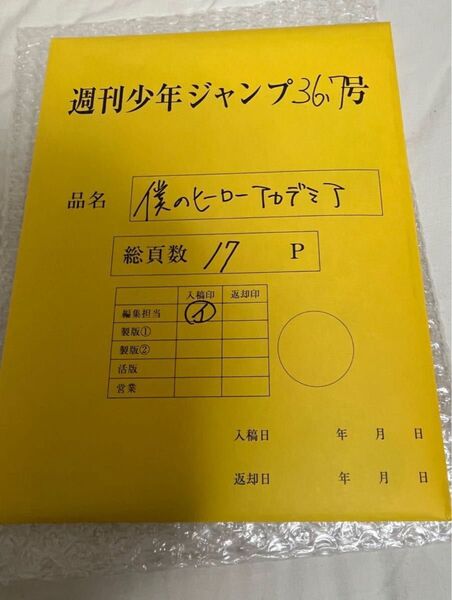 週刊少年ジャンプ36,7号
品名 僕のヒーローアカデミア
総頁数 17 P
入稿印 返却印
編集担当 イ
製版①
製版②
活版
営業
入稿日 年 月 日
返却日 年 月 日